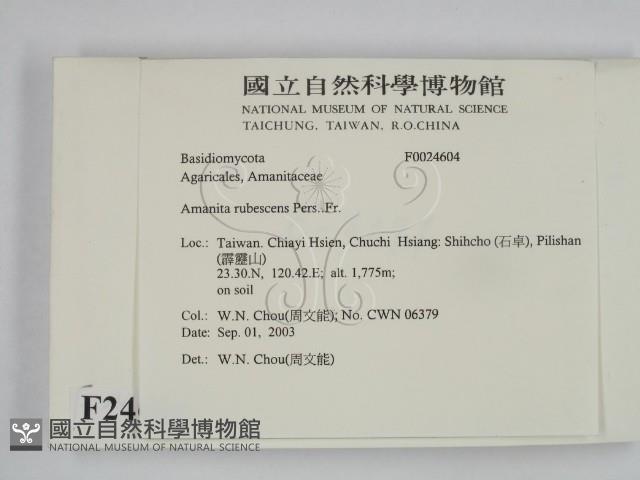 國立自然科學博物館
NATIONAL MUSEUM OF NATURAL SCIENCE
TAICHUNG, TAIWAN, R.O.CHINA
Basidiomycota F0024604
Agaricales, Amanitaceae
Amanita rubescens Pers.:Fr.
Loc.: Taiwan. Chiayi Hsien, Chuchi Hsiang: Shihcho (石卓), Pilishan
(霹靂山)
23.30.N, 120.42.E; alt. 1,775m;
on soil
Col.: W.N. Chou(周文能); No. CWN 06379
Date: Sep. 01, 2003
Det.: W.N. Chou(周文能)
F24
國立自然科學博物館
NATIONAL MUSEUM OF NATURAL SCIENCE